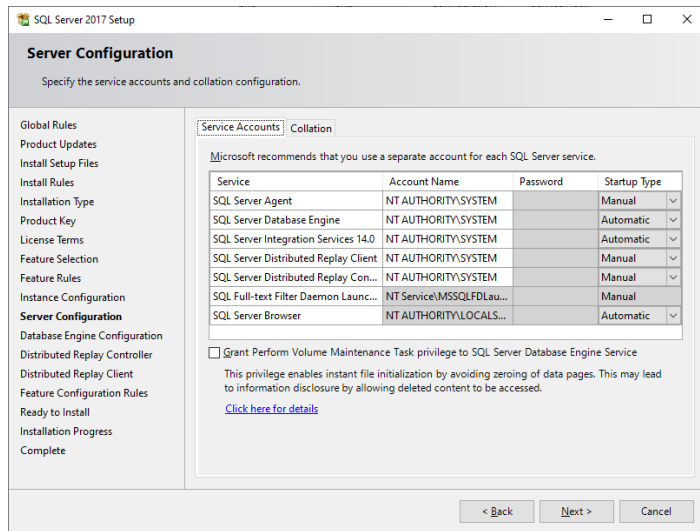 SQL Server 2017 Setup
Server Configuration
Specify the service accounts and collation configuration.
Global Rules
Product Updates
Install Setup Files
Install Rules
Installation Type
Product Key
License Terms
Feature Selection
Feature Rules
Instance Configuration
Server Configuration
Database Engine Configuration
Distributed Replay Controller
Distributed Replay Client
Feature Configuration Rules
Ready to Install
Installation Progress
Complete
Service Accounts Collation
Microsoft recommends that you use a separate account for each SQL Server service.
Service Account Name Password Startup Type
SQL Server Agent NT AUTHORITY\SYSTEM Manual
SQL Server Database Engine NT AUTHORITY\SYSTEM Automatic
SQL Server Integration Services 14.0 NT AUTHORITY\SYSTEM Automatic
SQL Server Distributed Replay Client NT AUTHORITY\SYSTEM Manual
SQL Server Distributed Replay Con... NT AUTHORITY\SYSTEM Manual
SQL Full-text Filter Daemon Launc... NT Service\MSSQLFDLau... Manual
SQL Server Browser NT AUTHORITY\LOCALS... Automatic
Grant Perform Volume Maintenance Task privilege to SQL Server Database Engine Service
This privilege enables instant file initialization by avoiding zeroing of data pages. This may lead
to information disclosure by allowing deleted content to be accessed.
Click here for details
< Back Next > Cancel